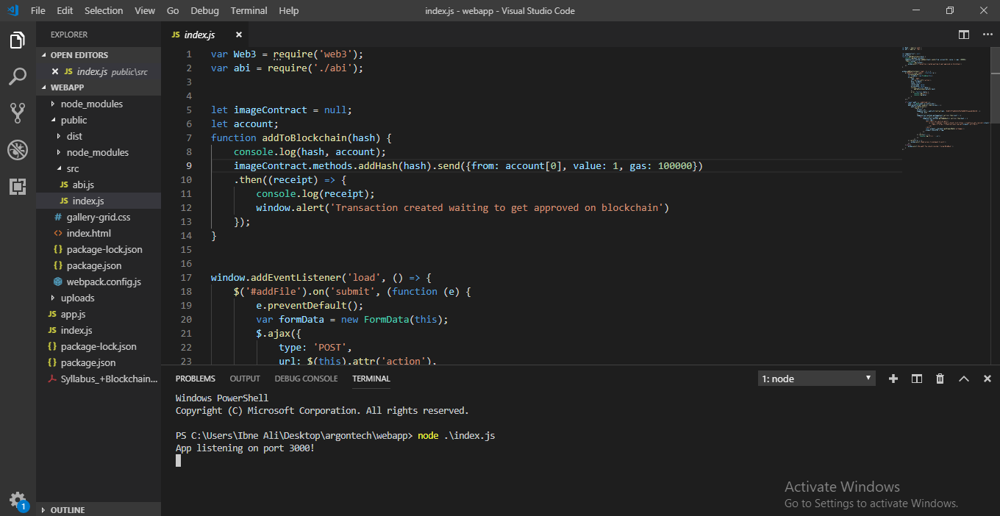 File Edit Selection View Go Debug Terminal Help index.js - webapp - Visual Studio Code
EXPLORER
OPEN EDITORS
JS index.js public\src
WEBAPP
node_modules
public
dist
node_modules
src
JS abi.js
JS index.js
# gallery-grid.css
<> index.html
{} package-lock.json
{} package.json
webpack.config.js
uploads
JS app.js
JS index.js
{} package-lock.json
{} package.json
Syllabus_+Blockchain...
OUTLINE
1
JS index.js
1 var Web3 = require('web3');
2 var abi = require('./abi');
3
4
5 let imageContract = null;
6 let account;
7 function addToBlockchain(hash) {
8 console.log(hash, account);
9 imageContract.methods.addHash(hash).send({from: account[0], value: 1, gas: 100000})
10 .then((receipt) => {
11 console.log(receipt);
12 window.alert('Transaction created waiting to get approved on blockchain')
13 });
14 }
15
16
17 window.addEventListener('load', () => {
18 $('#addFile').on('submit', (function (e) {
19 e.preventDefault();
20 var formData = new FormData(this);
21 $.ajax({
22 type: 'POST',
23 url: $(this).attr('action'),
PROBLEMS OUTPUT DEBUG CONSOLE TERMINAL 1: node
Windows PowerShell
Copyright (C) Microsoft Corporation. All rights reserved.
PS C:\Users\Ibne Ali\Desktop\argontech\webapp> node .\index.js
App listening on port 3000!
Activate Windows
Go to Settings to activate Windows.